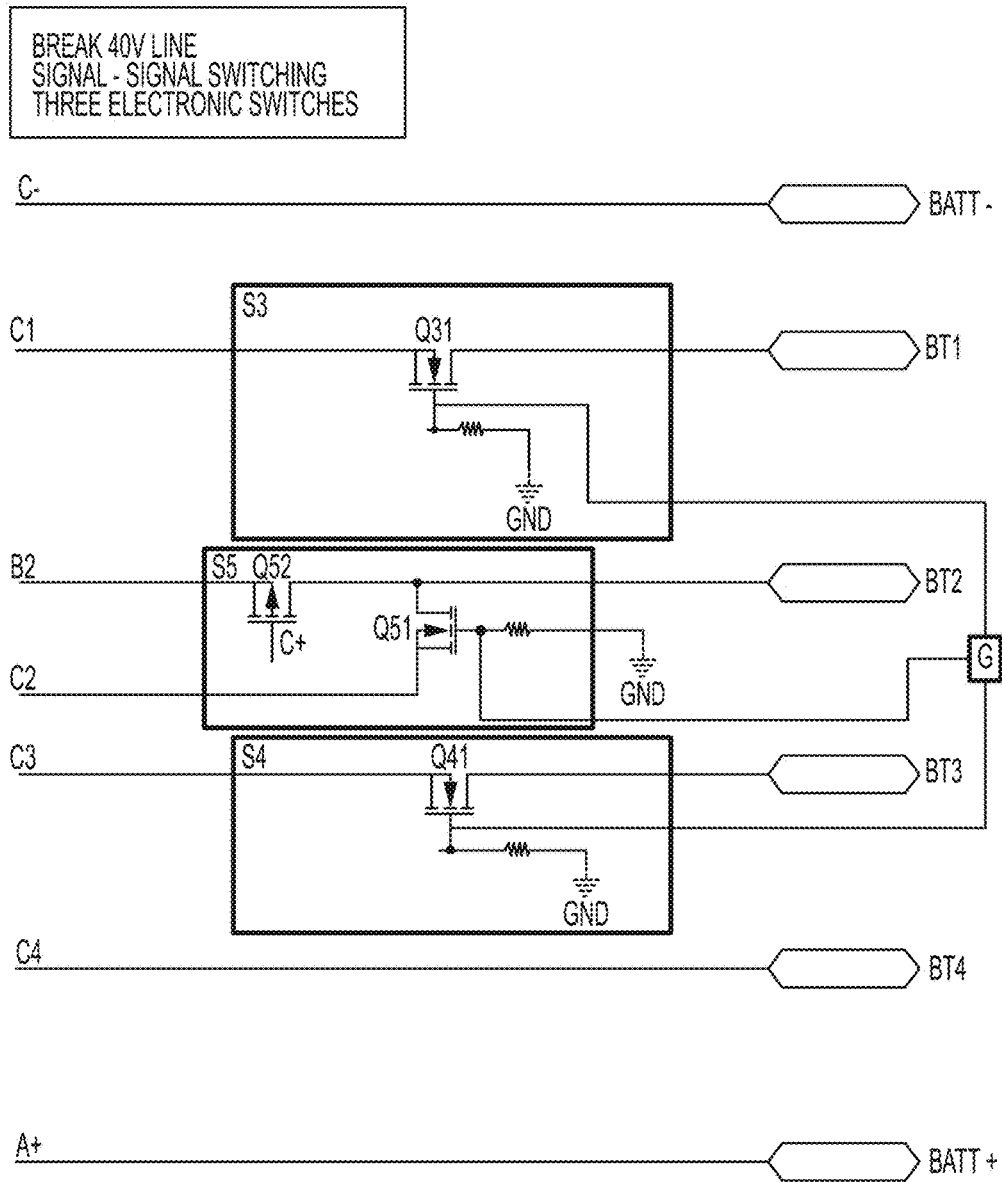 BREAK 40V LINE
SIGNAL - SIGNAL SWITCHING
THREE ELECTRONIC SWITCHES
C-
BATT -
S3
C1
Q31
BT1
GND
B2
S5 Q52
BT2
Q51
C+
G
C2
GND
C3
S4
Q41
BT3
GND
C4
BT4
A+
BATT +